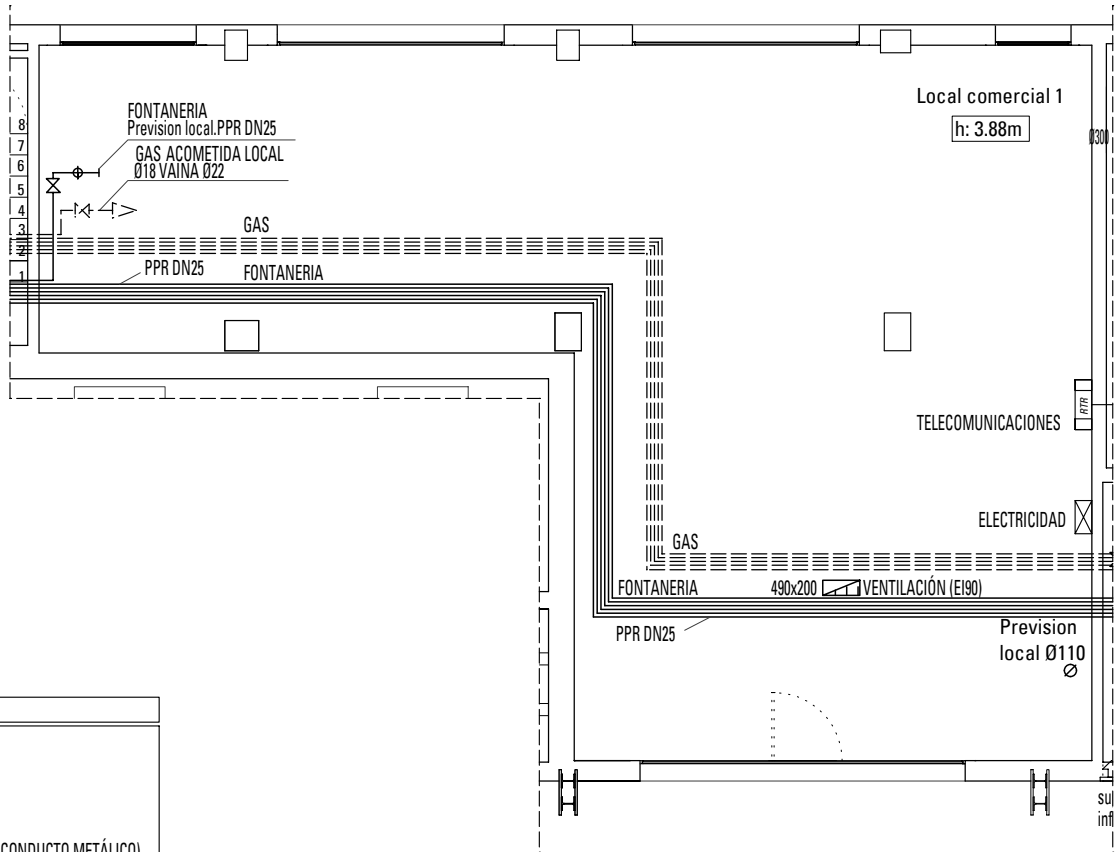 Local comercial 1
h: 3.88m
Ø300
FONTANERIA
Prevision local.PPR DN25
GAS ACOMETIDA LOCAL
Ø18 VAINA Ø22
8
7
6
5
4
3
2
1
GAS
PPR DN25
FONTANERIA
RTR
TELECOMUNICACIONES
ELECTRICIDAD
GAS
FONTANERIA
490x200
VENTILACIÓN (EI90)
PPR DN25
Prevision
local Ø110
su
inf
CONDUCTO METÁLICO)